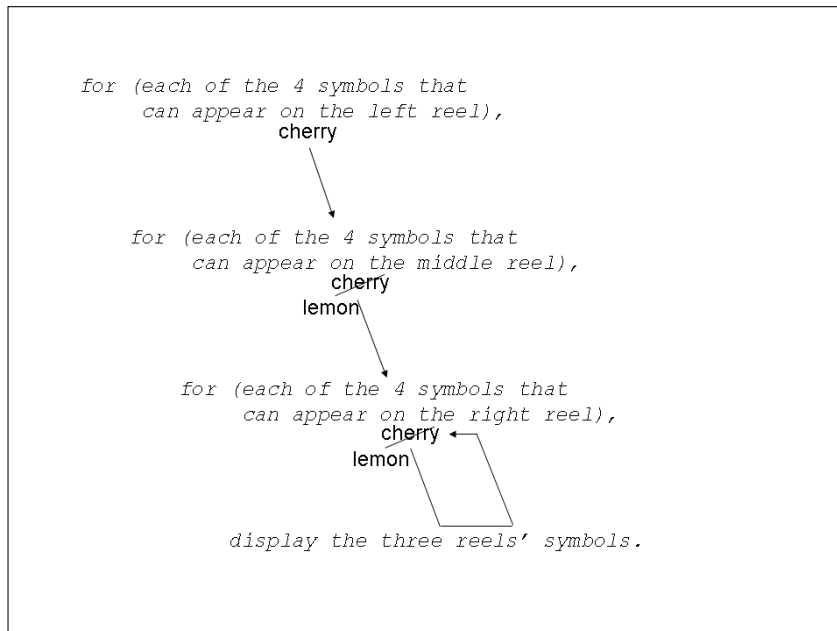 for (each of the 4 symbols that
can appear on the left reel),
cherry
for (each of the 4 symbols that
can appear on the middle reel),
cherry
lemon
for (each of the 4 symbols that
can appear on the right reel),
cherry
lemon
display the three reels' symbols.